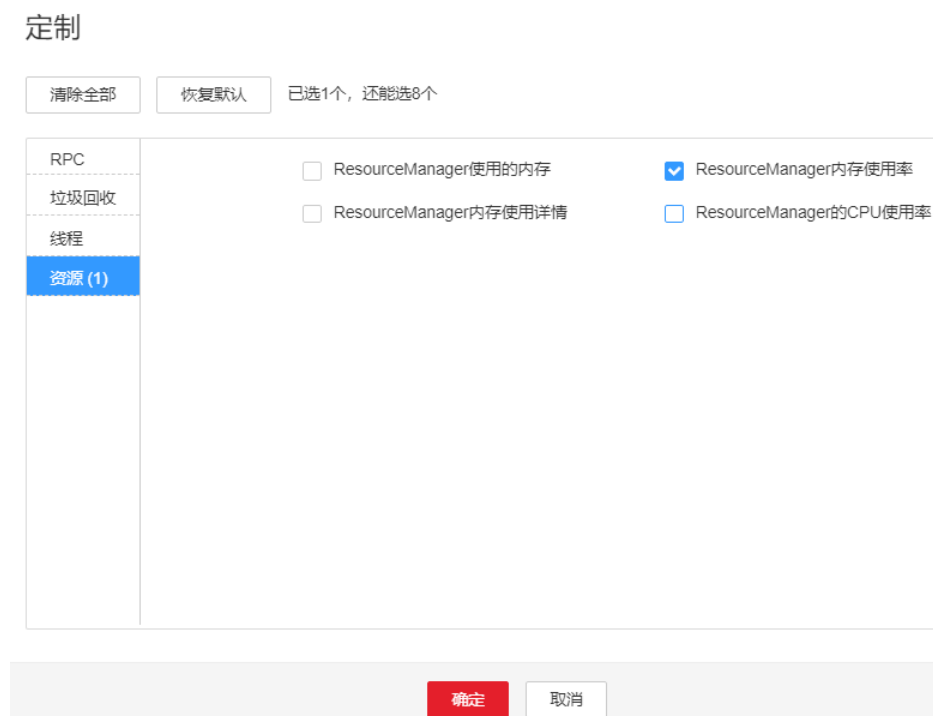 定制
清除全部 恢复默认 已选1个，还能选8个
RPC
垃圾回收
线程
资源 (1)
ResourceManager使用的内存 ResourceManager内存使用率
ResourceManager内存使用详情 ResourceManager的CPU使用率
确定 取消